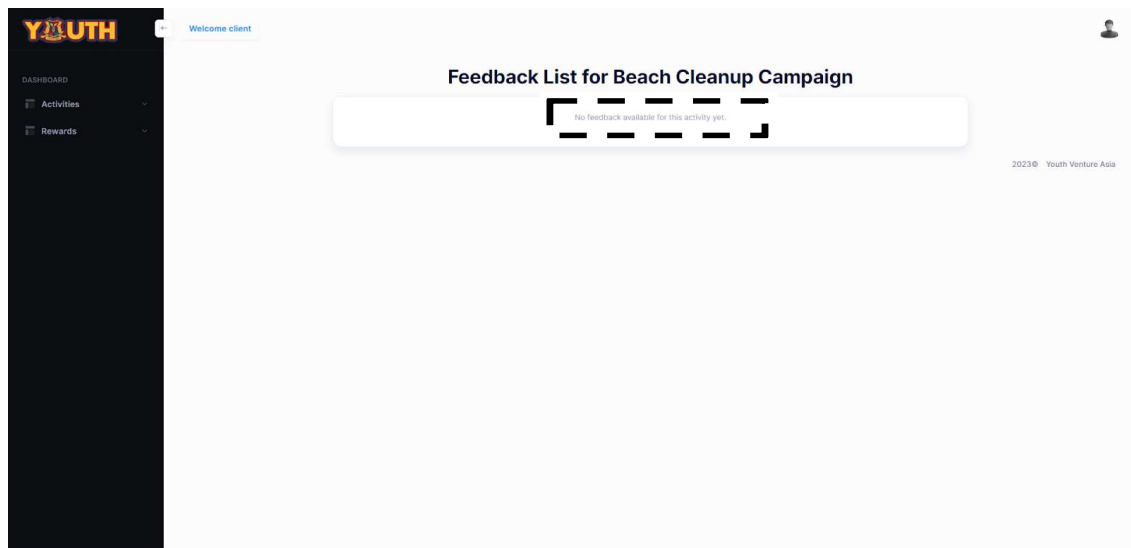 YOUTH
Welcome client
DASHBOARD
Activities
Rewards
Feedback List for Beach Cleanup Campaign
No feedback available for this activity yet.
2023© Youth Venture Asia